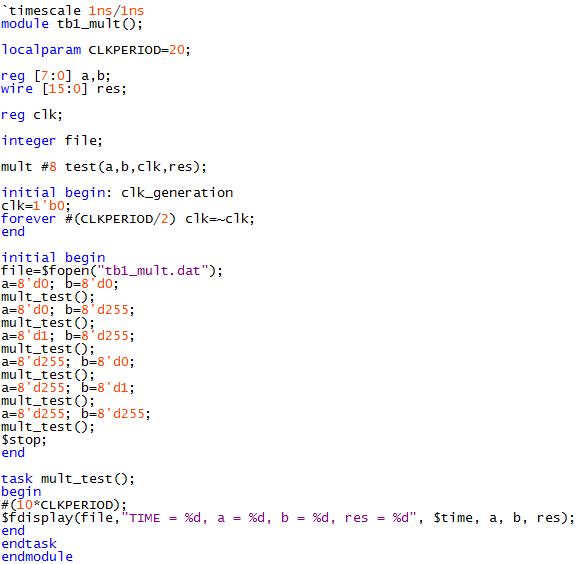 `timescale 1ns/1ns
module tb1_mult();
localparam CLKPERIOD=20;
reg [7:0] a,b;
wire [15:0] res;
reg clk;
integer file;
mult #8 test(a,b,clk,res);
initial begin: clk_generation
clk=1'b0;
forever #(CLKPERIOD/2) clk=~clk;
end
initial begin
file=$fopen("tb1_mult.dat");
a=8'd0; b=8'd0;
mult_test();
a=8'd0; b=8'd255;
mult_test();
a=8'd1; b=8'd255;
mult_test();
a=8'd255; b=8'd0;
mult_test();
a=8'd255; b=8'd1;
mult_test();
a=8'd255; b=8'd255;
mult_test();
$stop;
end
task mult_test();
begin
#(10*CLKPERIOD);
$fdisplay(file,"TIME = %d, a = %d, b = %d, res = %d", $time, a, b, res);
end
endtask
endmodule